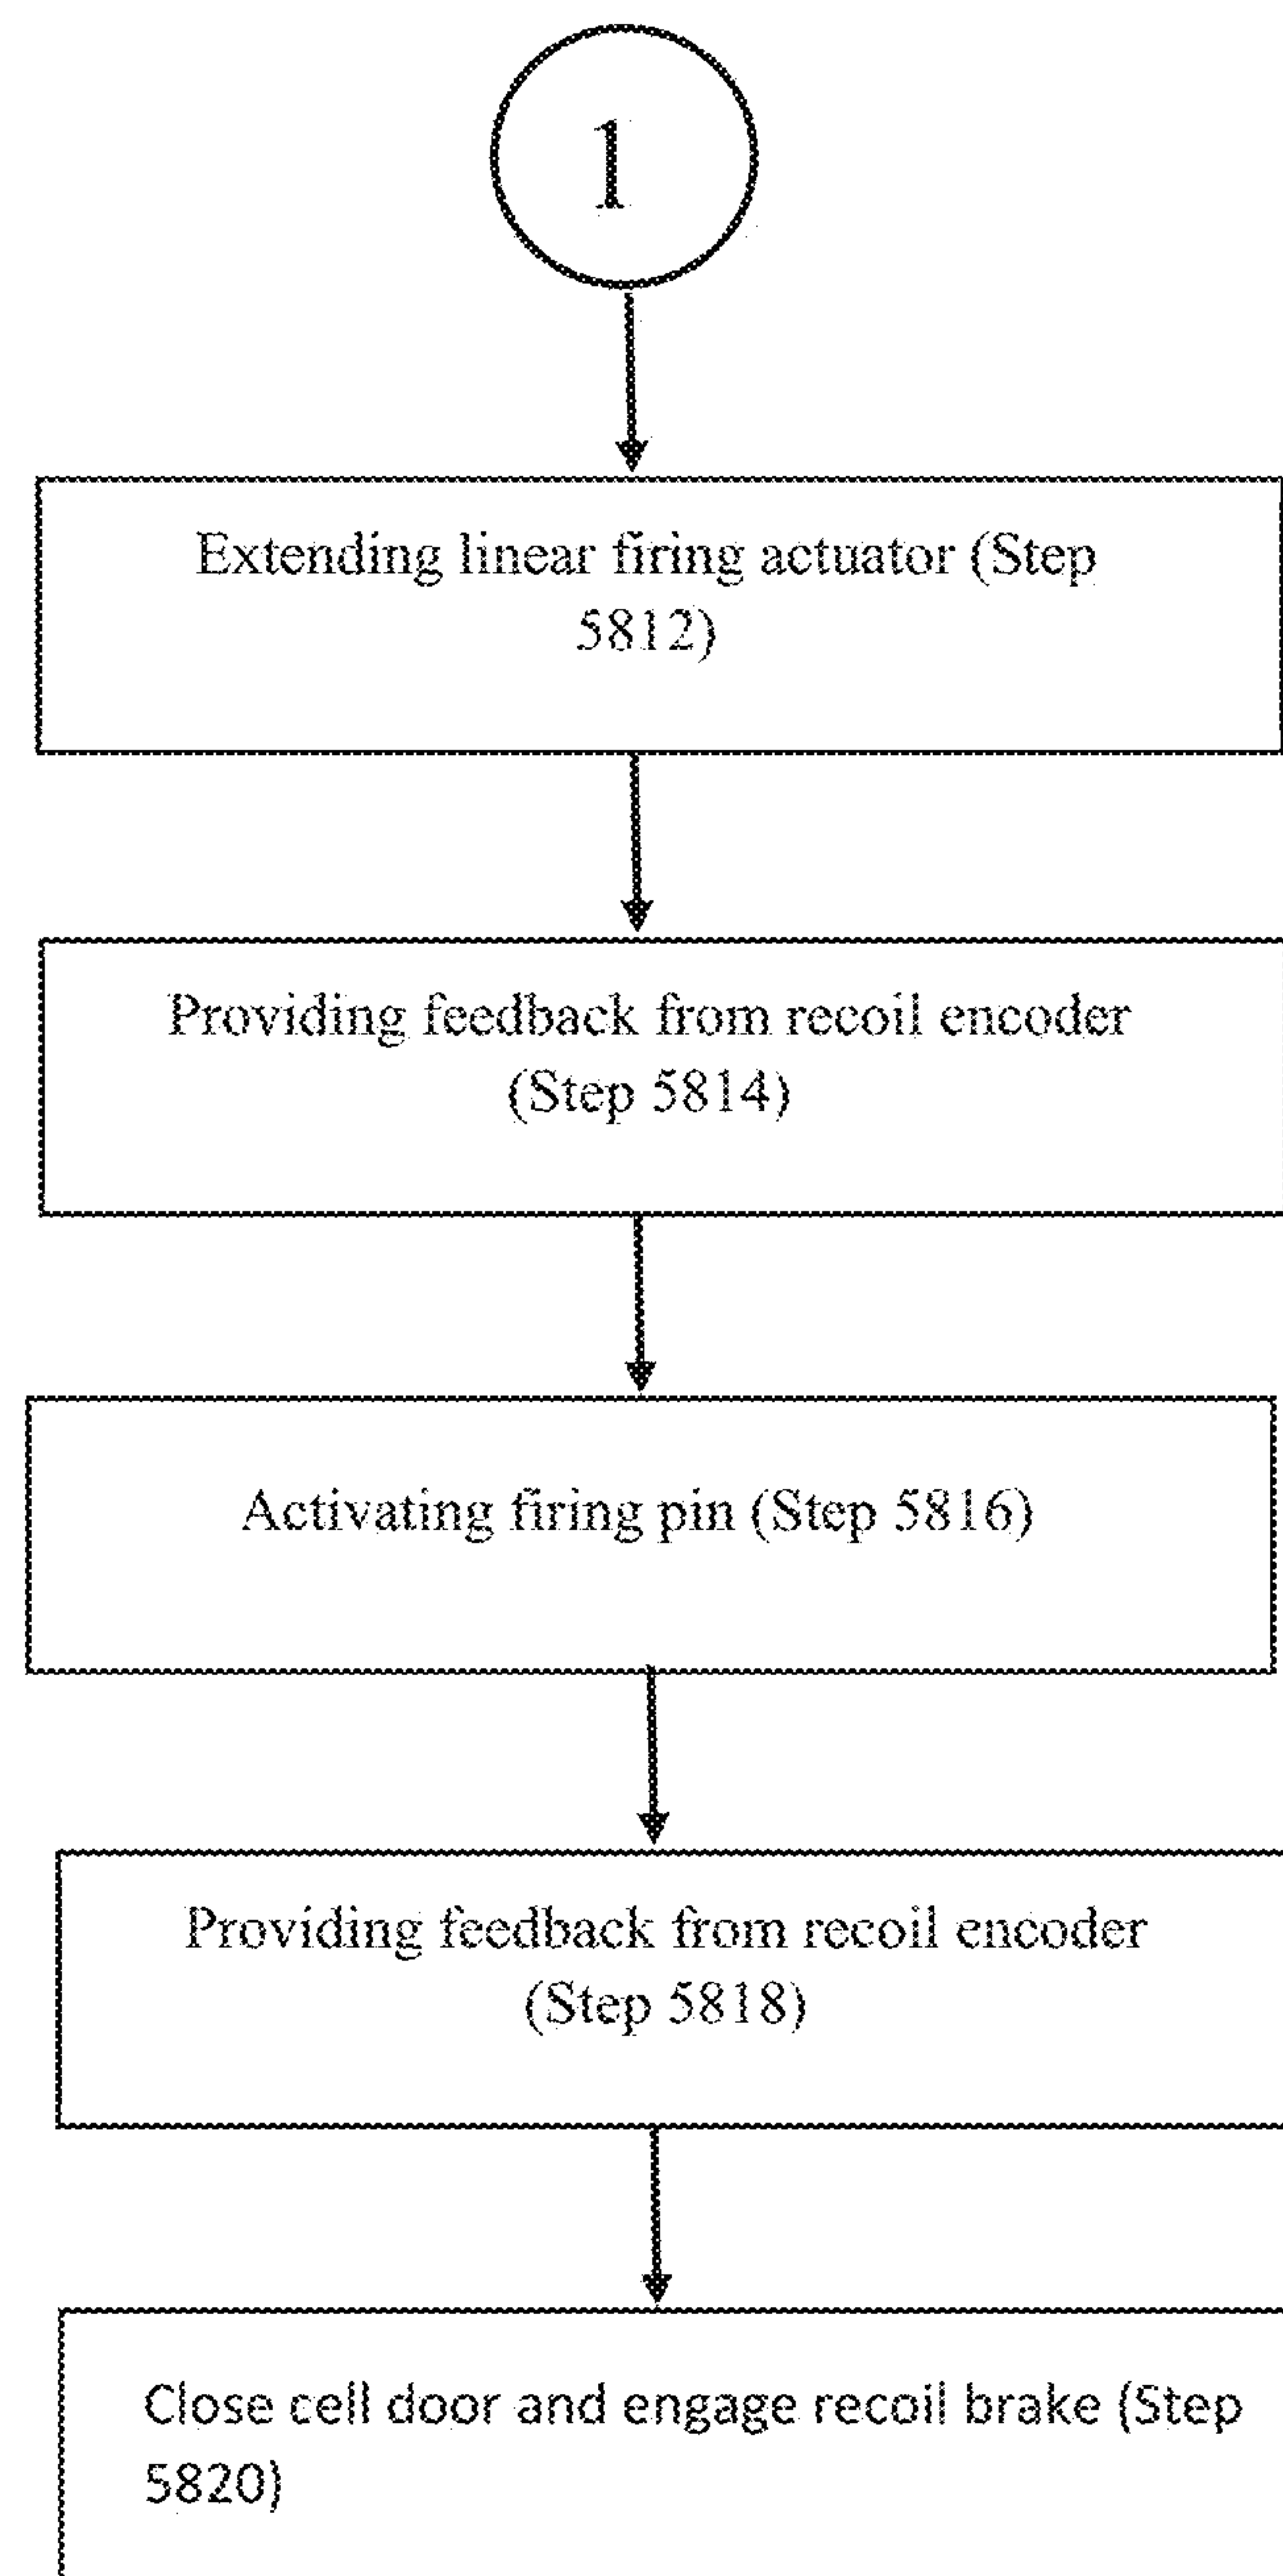 1
Extending linear firing actuator (Step
5812)
Providing feedback from recoil encoder
(Step 5814)
Activating firing pin (Step 5816)
Providing feedback from recoil encoder
(Step 5818)
Close cell door and engage recoil brake (Step
5820)